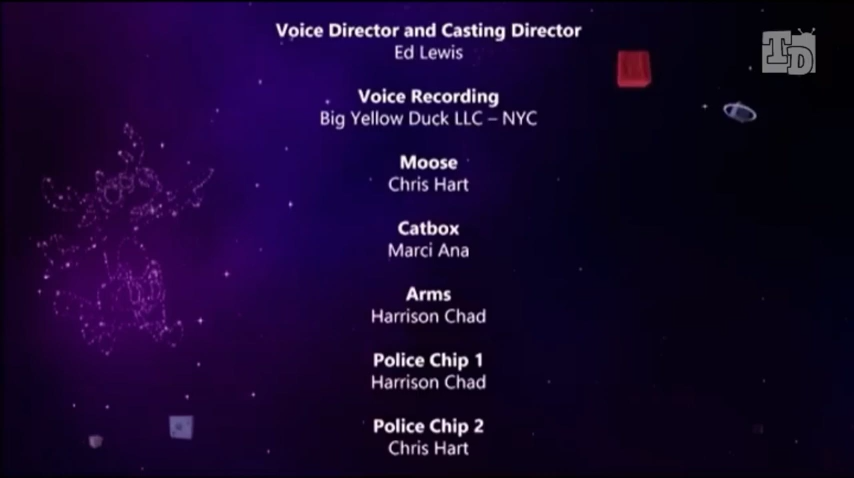 Voice Director and Casting Director
Ed Lewis
TD
Voice Recording
Big Yellow Duck LLC – NYC
Moose
Chris Hart
Catbox
Marci Ana
Arms
Harrison Chad
Police Chip 1
Harrison Chad
Police Chip 2
Chris Hart